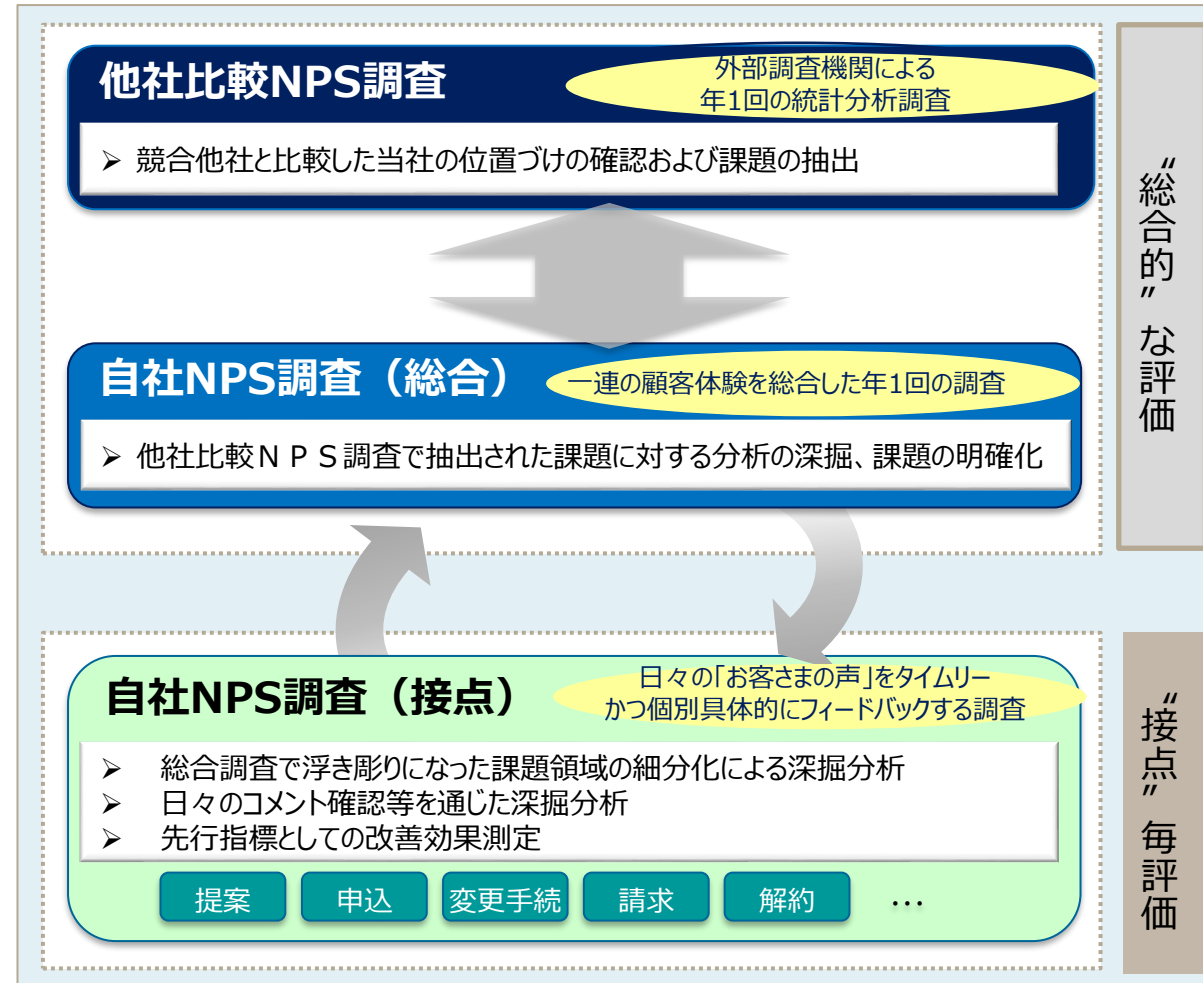 他社比較NPS調査
外部調査機関による
年1回の統計分析調査
➢ 競合他社と比較した当社の位置づけの確認および課題の抽出
“総合的” な評価
自社NPS調査（総合）
一連の顧客体験を総合した年1回の調査
➢ 他社比較ＮＰＳ調査で抽出された課題に対する分析の深掘、課題の明確化
自社NPS調査（接点）
日々の「お客さまの声」をタイムリー
かつ個別具体的にフィードバックする調査
➢ 総合調査で浮き彫りになった課題領域の細分化による深掘分析
➢ 日々のコメント確認等を通じた深掘分析
➢ 先行指標としての改善効果測定
提案 申込 変更手続 請求 解約 …
“接点” 毎評価